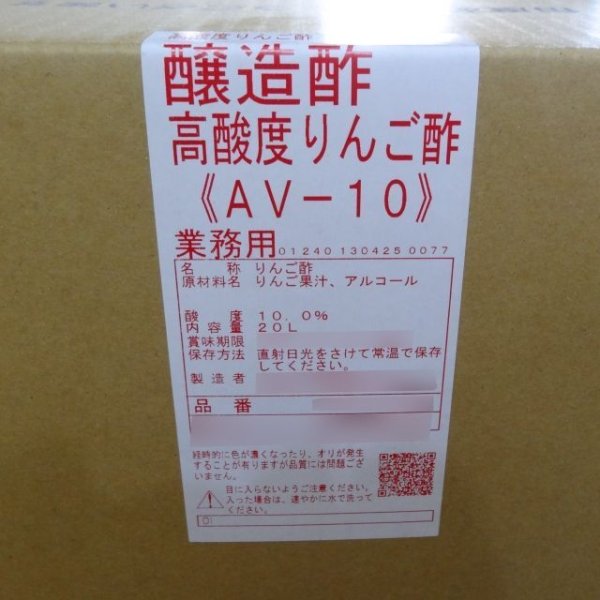 高酸度りんご酢
醸造酢
高酸度りんご酢
《AV－10》
業務用 01240 130425 0077
名　　称 りんご酢
原材料名 りんご果汁、アルコール
酸　　度 10.0%
内容量 20L
賞味期限
保存方法 直射日光をさけて常温で保存
してください。
製造者
品　番
経時的に色が濃くなったり、オリが発生
することが有りますが品質には問題ござ
いません。
目に入らないようご注意ください。
入った場合は、速やかに水で洗って
ください。